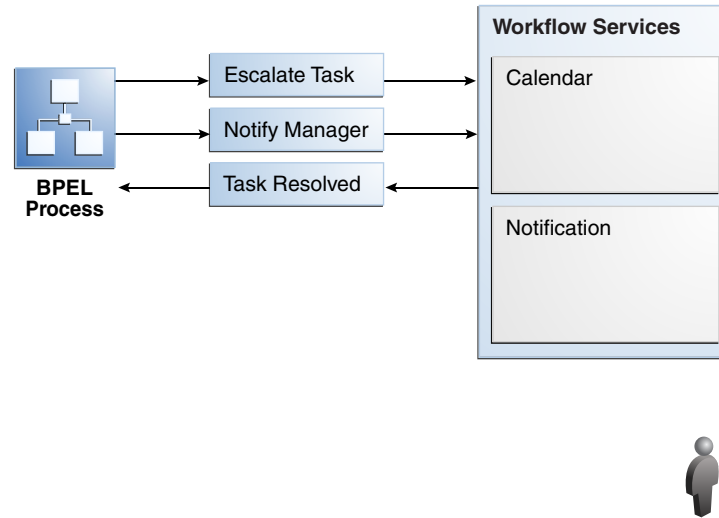 Workflow Services
Escalate Task
Calendar
Notify Manager
Task Resolved
BPEL
Process
Notification